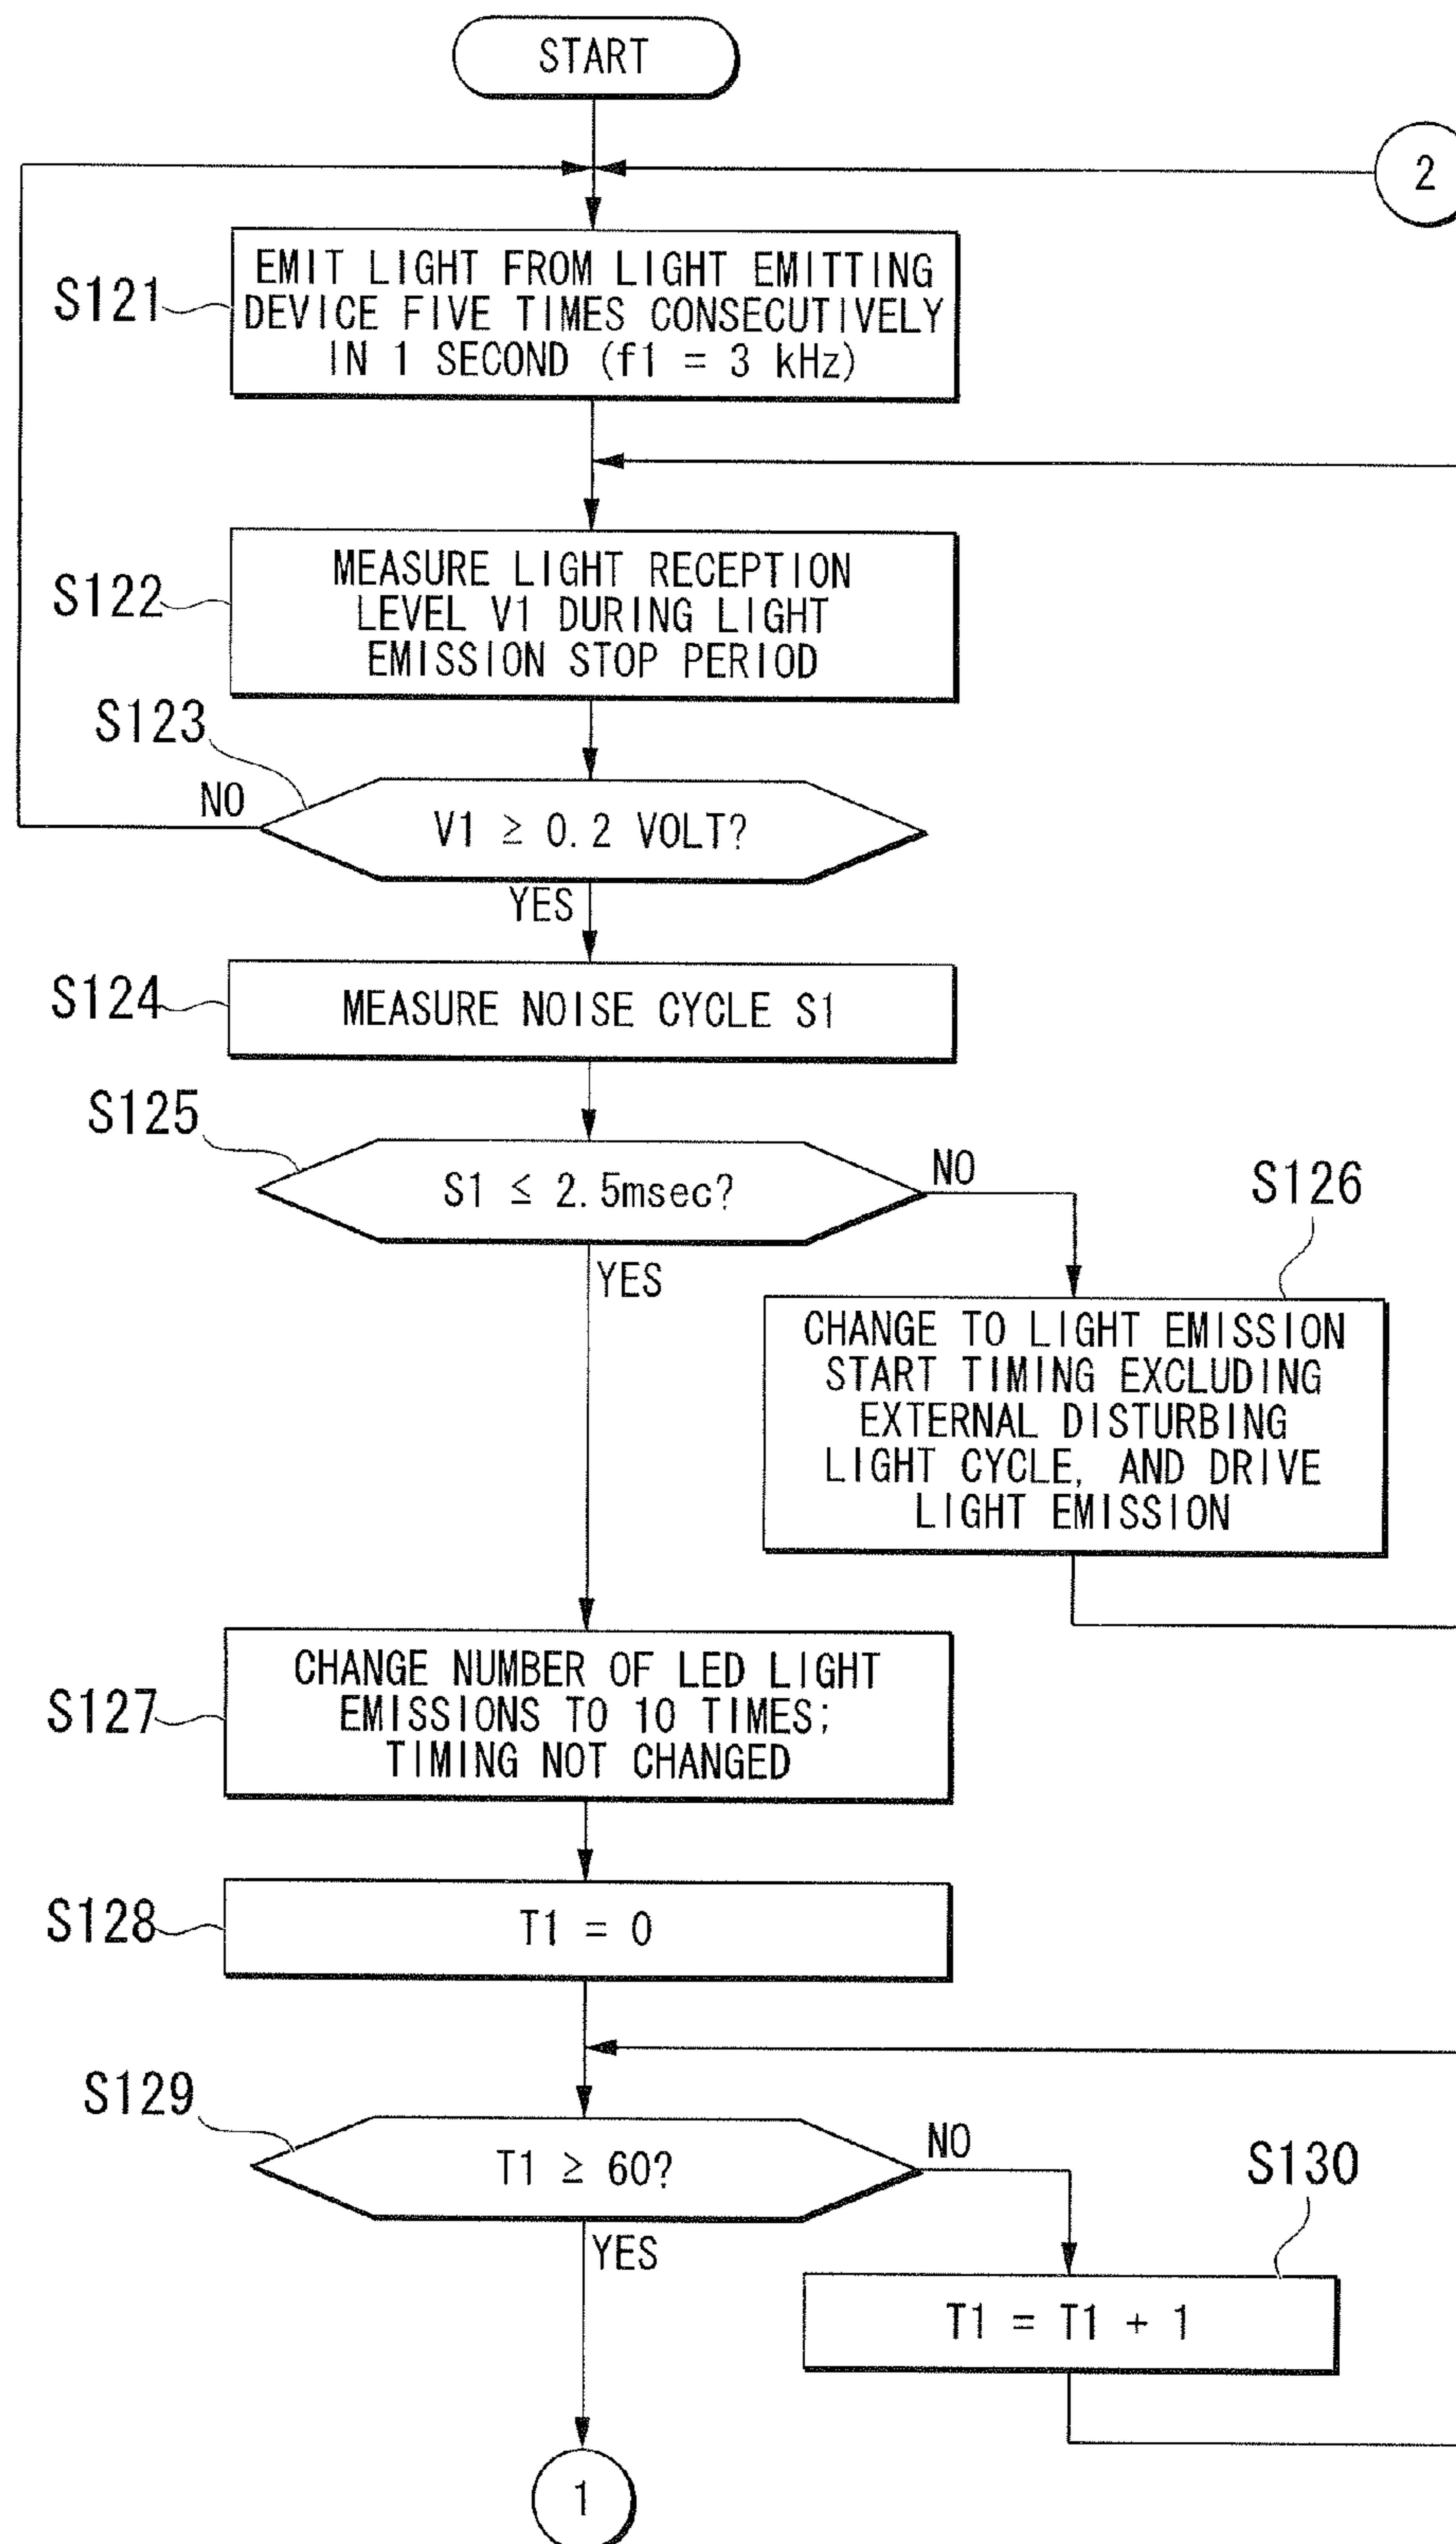 START
2
S121
EMIT LIGHT FROM LIGHT EMITTING
DEVICE FIVE TIMES CONSECUTIVELY
IN 1 SECOND (f1 = 3 kHz)
S122
MEASURE LIGHT RECEPTION
LEVEL V1 DURING LIGHT
EMISSION STOP PERIOD
S123
NO
V1 ≥ 0.2 VOLT?
YES
S124
MEASURE NOISE CYCLE S1
S125
S1 ≤ 2.5msec?
NO
YES
S126
CHANGE TO LIGHT EMISSION
START TIMING EXCLUDING
EXTERNAL DISTURBING
LIGHT CYCLE, AND DRIVE
LIGHT EMISSION
S127
CHANGE NUMBER OF LED LIGHT
EMISSIONS TO 10 TIMES;
TIMING NOT CHANGED
S128
T1 = 0
S129
T1 ≥ 60?
NO
YES
S130
T1 = T1 + 1
1